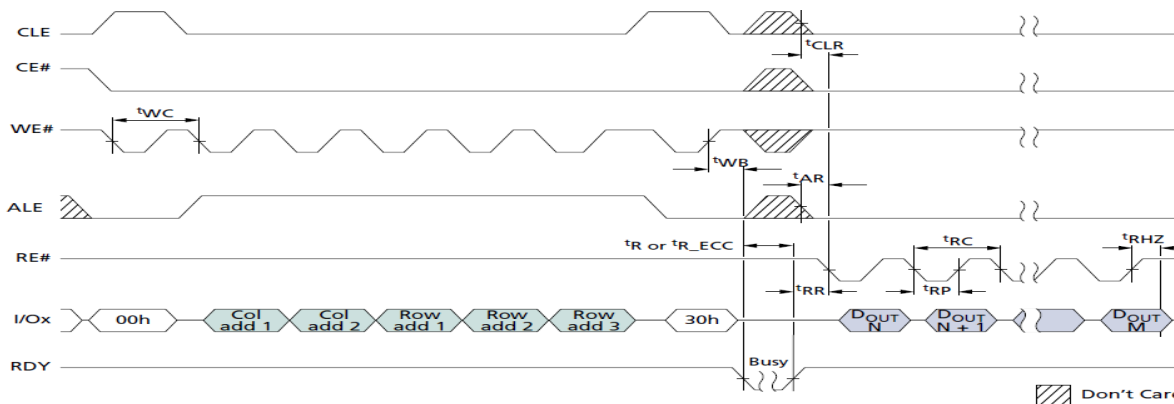 CLE
tCLR
CE#
tWC
WE#
tWB
tAR
ALE
tR or tR_ECC
tRC
tRHZ
RE#
tRR
tRP
I/Ox
00h
Col add 1
Col add 2
Row add 1
Row add 2
Row add 3
30h
DOUT N
DOUT N + 1
DOUT M
RDY
Busy
Don't Care